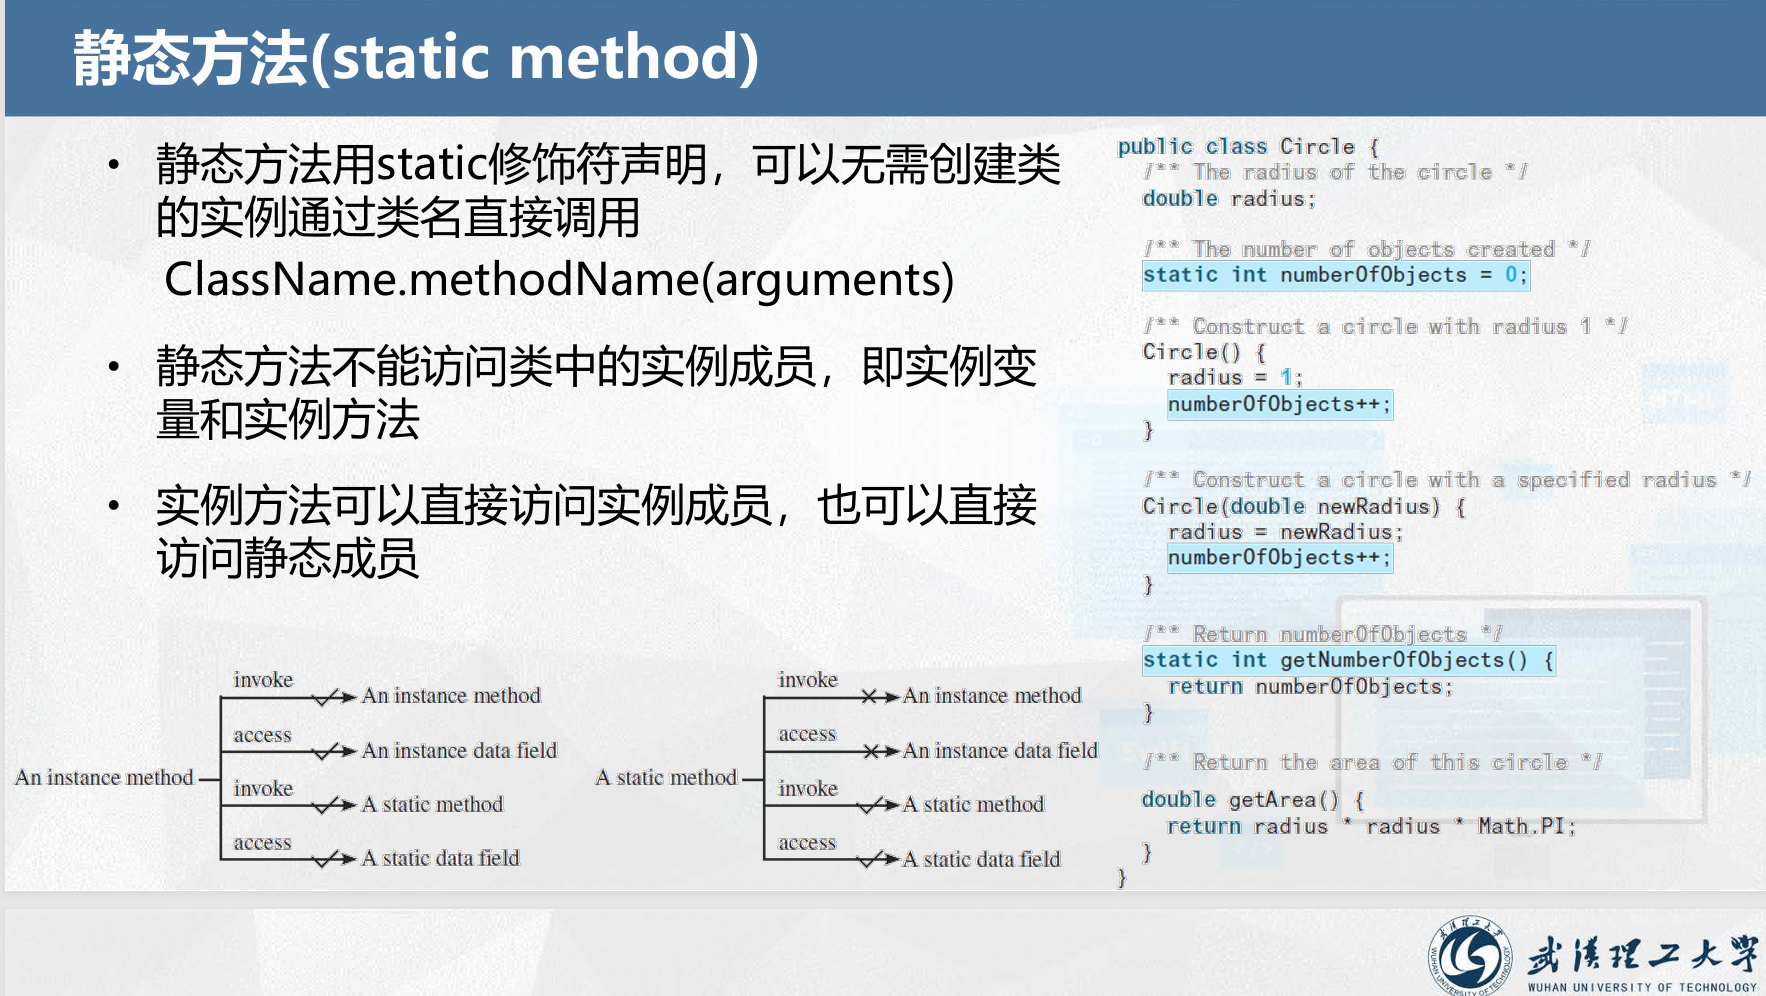 静态方法(static method)
• 静态方法用static修饰符声明，可以无需创建类
的实例通过类名直接调用
ClassName.methodName(arguments)
• 静态方法不能访问类中的实例成员，即实例变
量和实例方法
• 实例方法可以直接访问实例成员，也可以直接
访问静态成员
An instance method
invoke
An instance method
access
An instance data field
invoke
A static method
access
A static data field
A static method
invoke
An instance method
access
An instance data field
invoke
A static method
access
A static data field
public class Circle {
/** The radius of the circle */
double radius;
/** The number of objects created */
static int numberOfObjects = 0;
/** Construct a circle with radius 1 */
Circle() {
radius = 1;
numberOfObjects++;
}
/** Construct a circle with a specified radius */
Circle(double newRadius) {
radius = newRadius;
numberOfObjects++;
}
/** Return numberOfObjects */
static int getNumberOfObjects() {
return numberOfObjects;
}
/** Return the area of this circle */
double getArea() {
return radius * radius * Math.PI;
}
}
武汉理工大学
WUHAN UNIVERSITY OF TECHNOLOGY